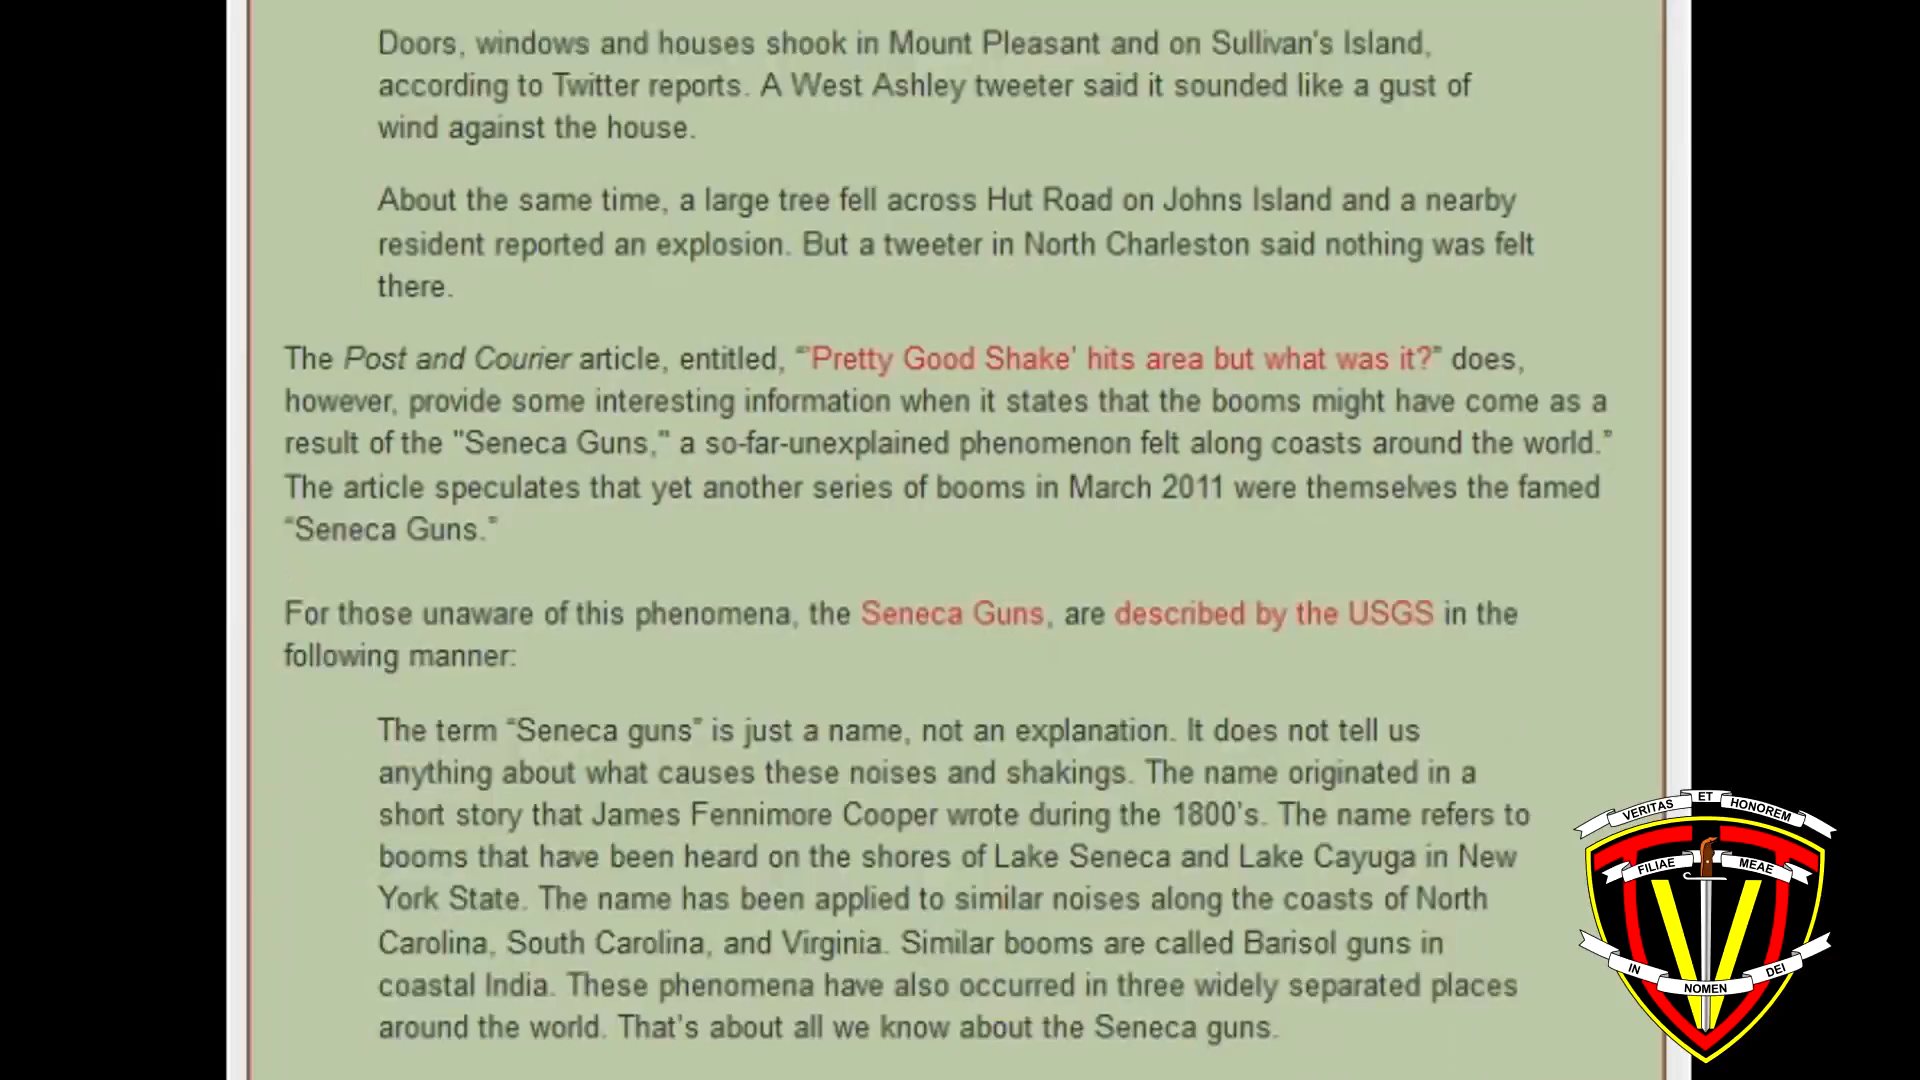 Doors, windows and houses shook in Mount Pleasant and on Sullivan's Island,
according to Twitter reports. A West Ashley tweeter said it sounded like a gust of
wind against the house.
About the same time, a large tree fell across Hut Road on Johns Island and a nearby
resident reported an explosion. But a tweeter in North Charleston said nothing was felt
there.
The Post and Courier article, entitled, “'Pretty Good Shake' hits area but what was it?” does,
however, provide some interesting information when it states that the booms might have come as a
result of the "Seneca Guns," a so-far-unexplained phenomenon felt along coasts around the world.”
The article speculates that yet another series of booms in March 2011 were themselves the famed
“Seneca Guns.”
For those unaware of this phenomena, the Seneca Guns, are described by the USGS in the
following manner:
The term “Seneca guns” is just a name, not an explanation. It does not tell us
anything about what causes these noises and shakings. The name originated in a
short story that James Fennimore Cooper wrote during the 1800's. The name refers to
booms that have been heard on the shores of Lake Seneca and Lake Cayuga in New
York State. The name has been applied to similar noises along the coasts of North
Carolina, South Carolina, and Virginia. Similar booms are called Barisol guns in
coastal India. These phenomena have also occurred in three widely separated places
around the world. That's about all we know about the Seneca guns.
VERITAS ET HONOREM
FILIAE MEAE
IN NOMEN DEI